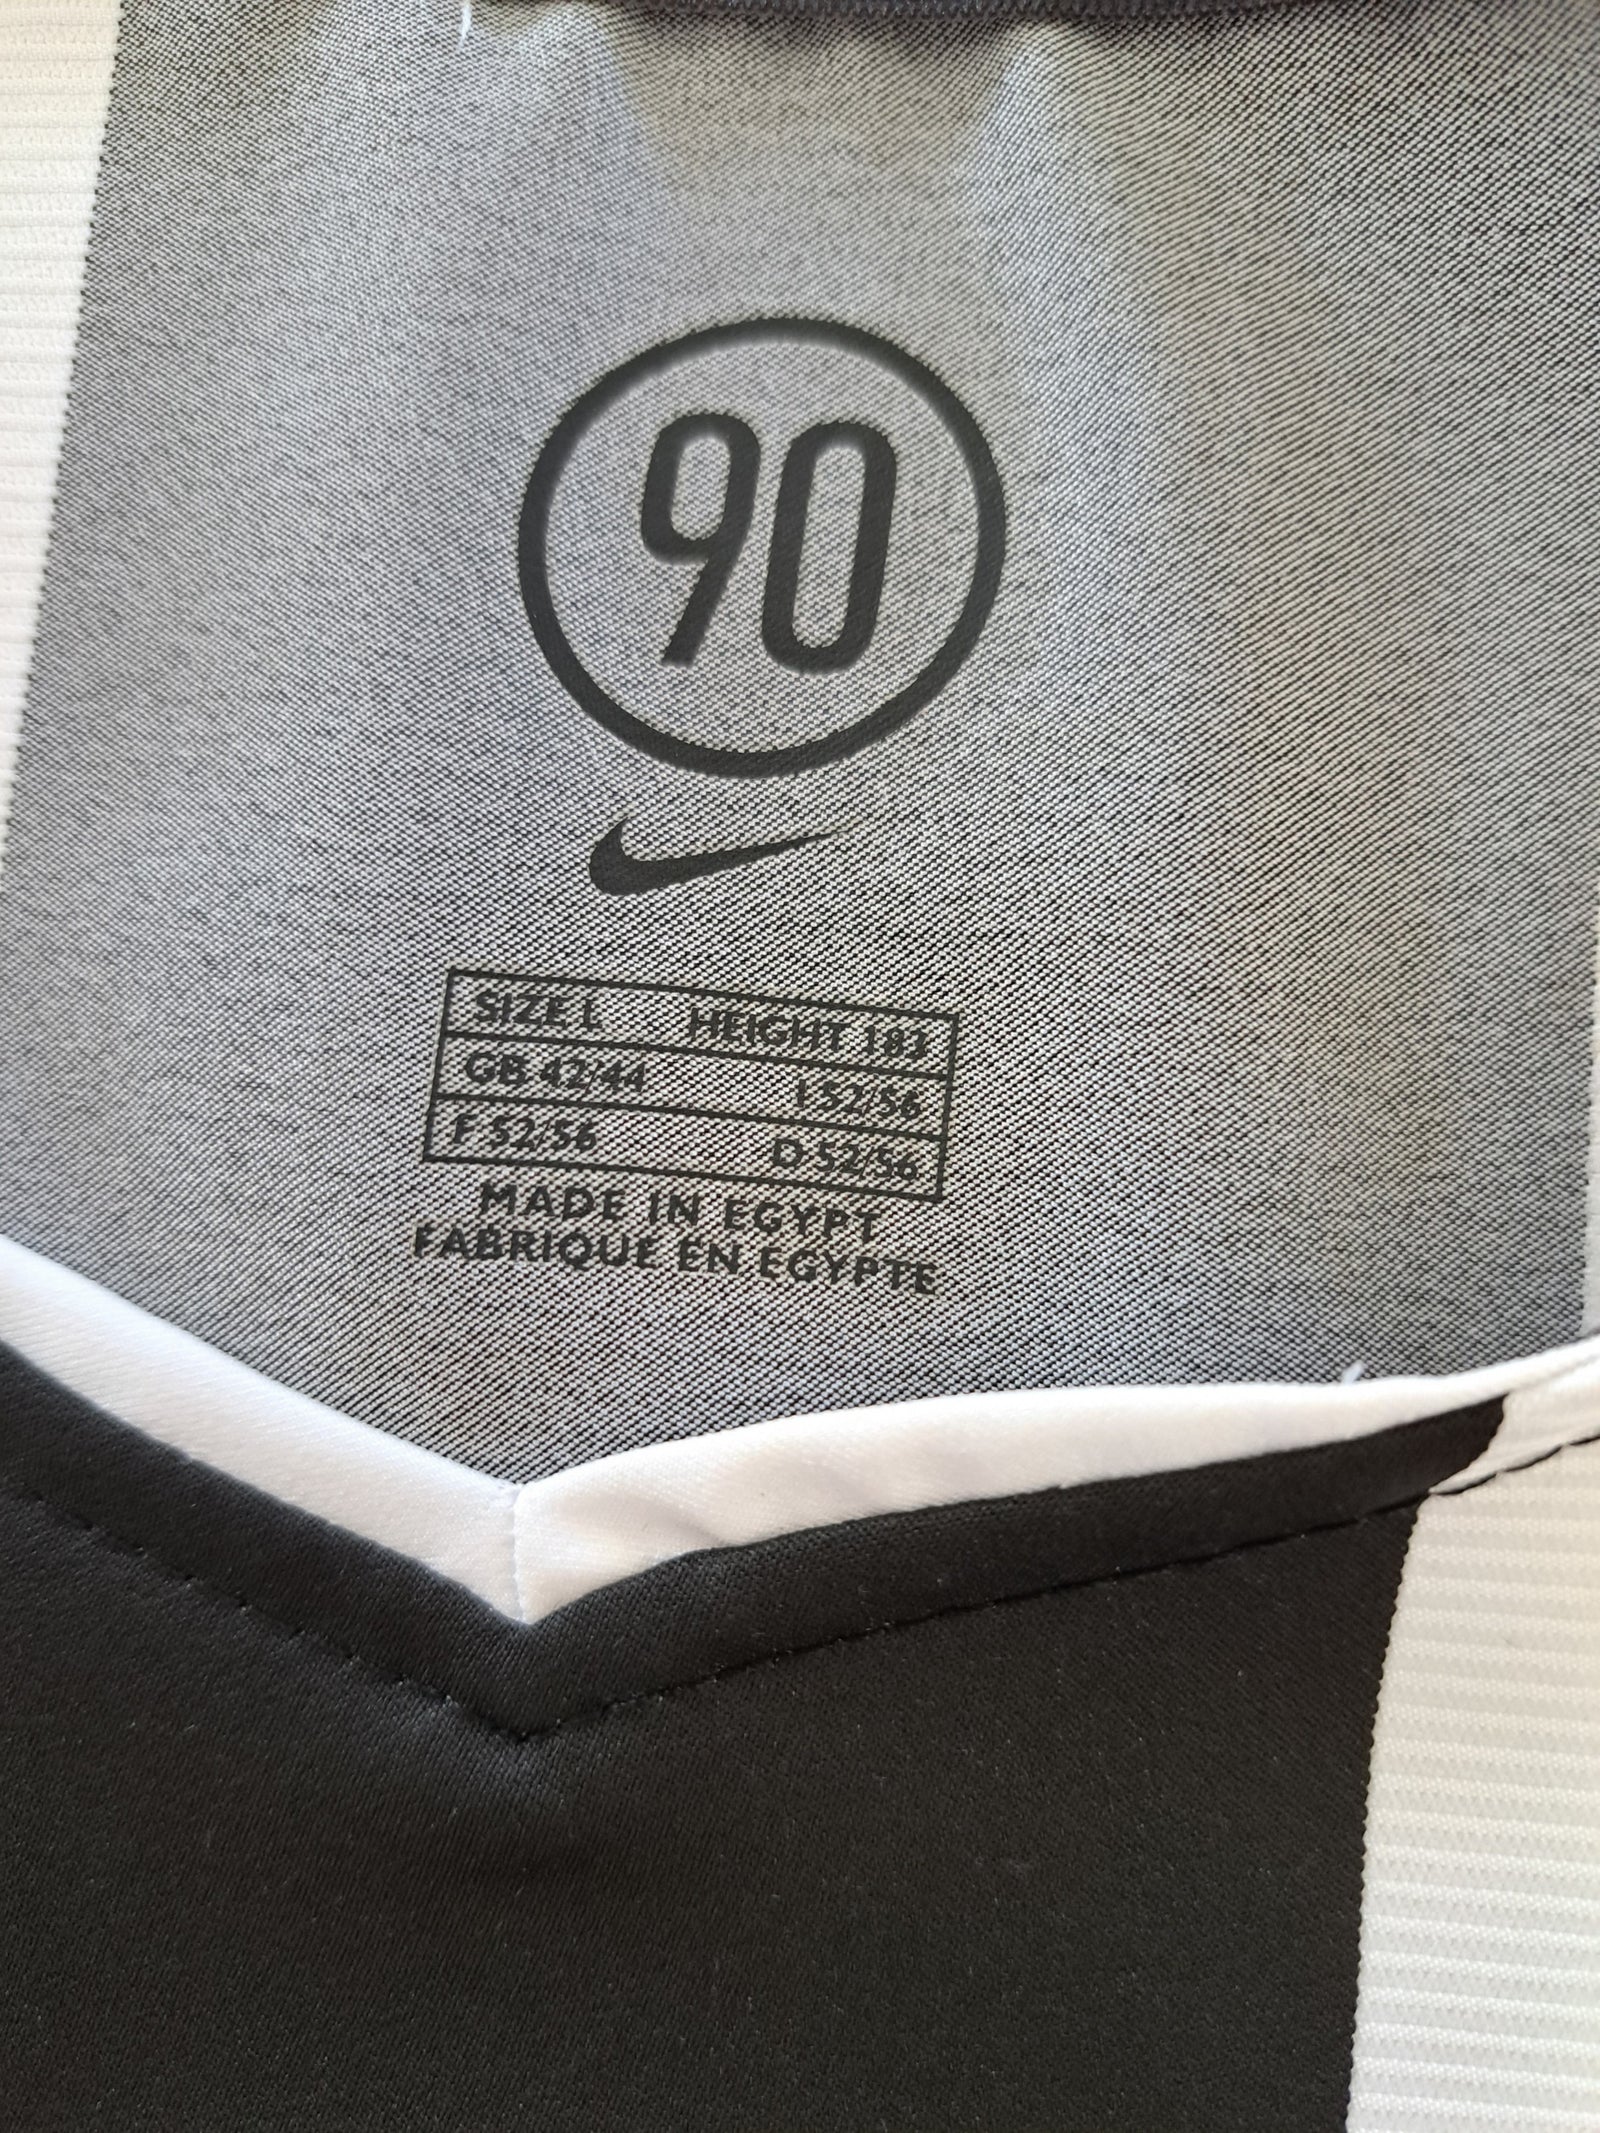 90
SIZE L HEIGHT 183
GB 42/44 I 52/56
F 52/56 D 52/56
MADE IN EGYPT
FABRIQUE EN EGYPTE